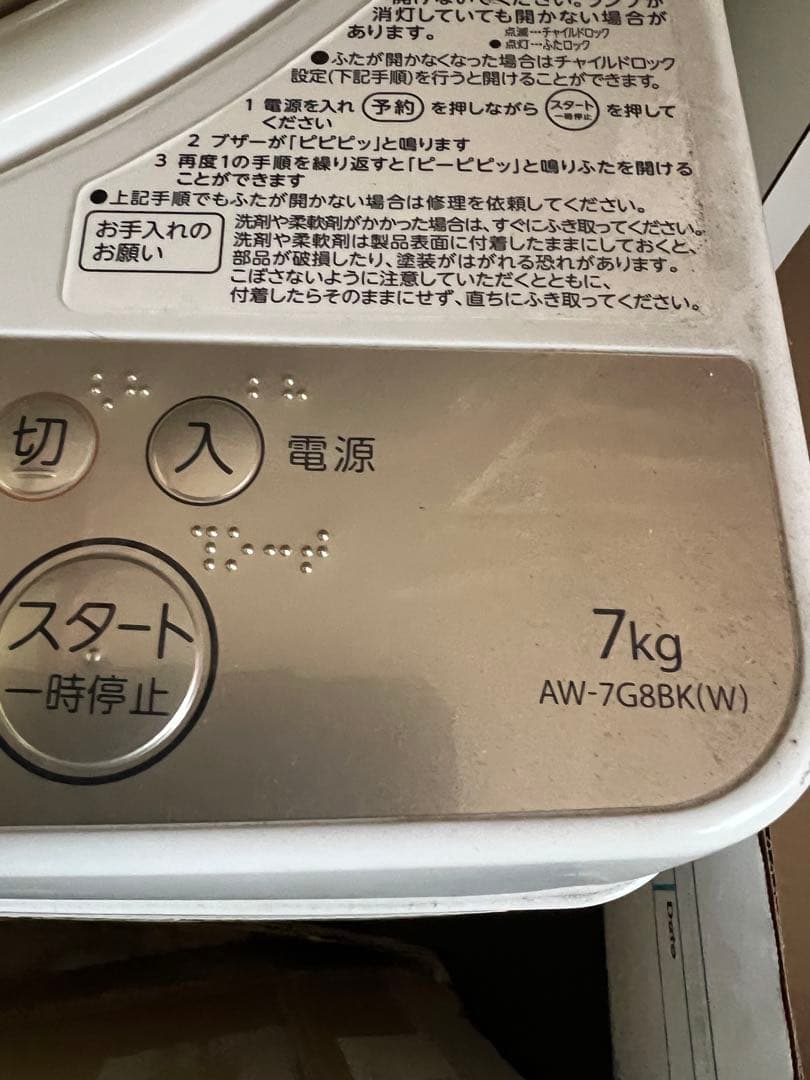 消灯していても開かない場合が
あります。
点滅…チャイルドロック
●点灯…ふたロック
●ふたが開かなくなった場合はチャイルドロック
設定(下記手順)を行うと開けることができます。
1 電源を入れ 予約 を押しながら スタート 一時停止 を押して
ください
2 ブザーが「ピピピッ」と鳴ります
3 再度1の手順を繰り返すと「ピーピピッ」と鳴りふたを開ける
ことができます
●上記手順でもふたが開かない場合は修理を依頼してください。
お手入れの
お願い
洗剤や柔軟剤がかかった場合は、すぐにふき取ってください。
洗剤や柔軟剤は製品表面に付着したままにしておくと、
部品が破損したり、塗装がはがれる恐れがあります。
こぼさないように注意していただくとともに、
付着したらそのままにせず、直ちにふき取ってください。
切 入 電源
スタート
一時停止
7kg
AW-7G8BK(W)
Date